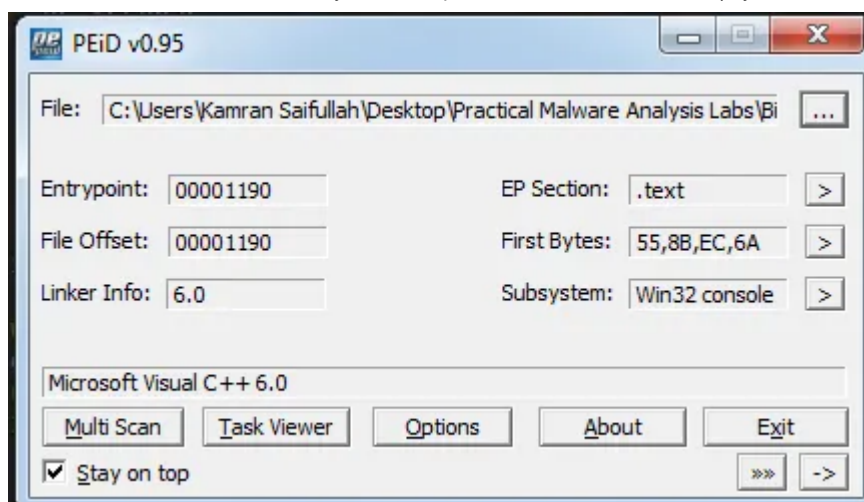 PEiD v0.95
File: C:\Users\Kamran Saifullah\Desktop\Practical Malware Analysis Labs\Bi ...
Entrypoint: 00001190 EP Section: .text >
File Offset: 00001190 First Bytes: 55,8B,EC,6A >
Linker Info: 6.0 Subsystem: Win32 console >
Microsoft Visual C++ 6.0
Multi Scan Task Viewer Options About Exit
Stay on top »» ->